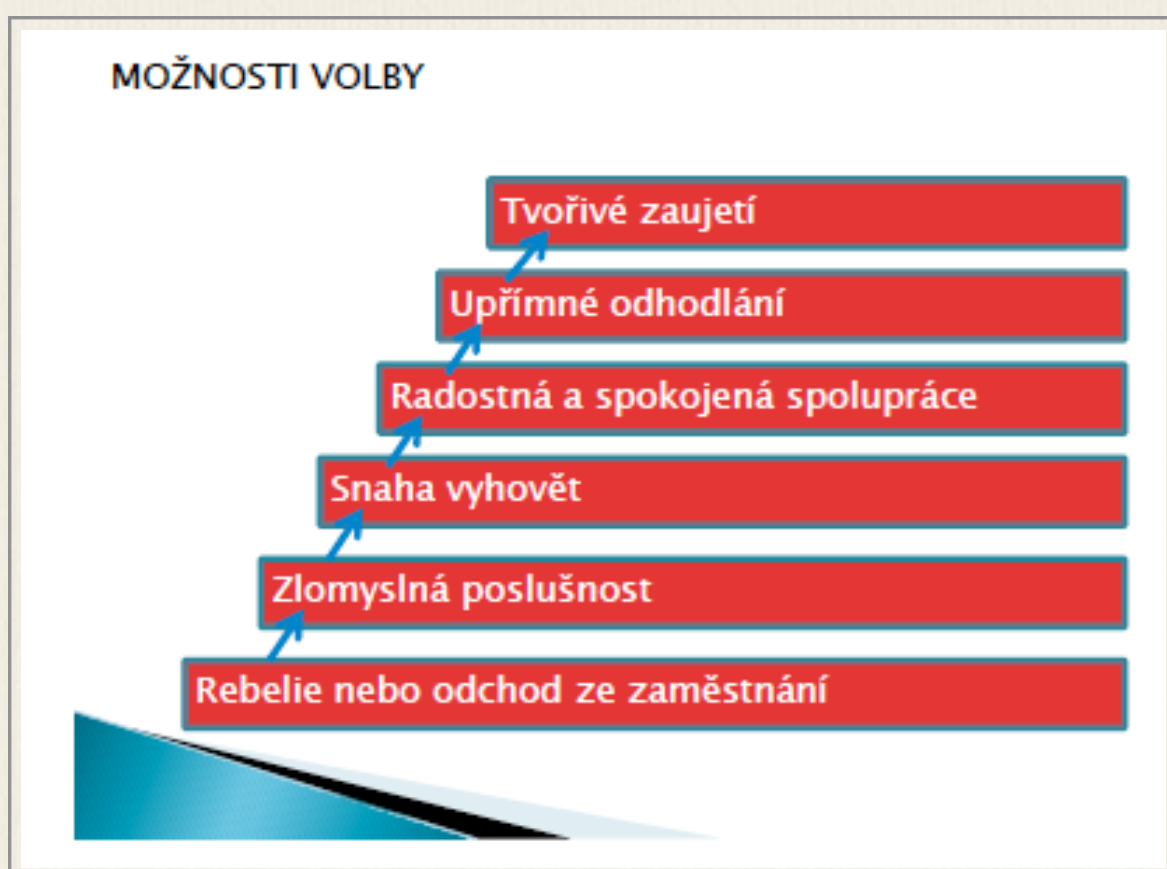 MOŽNOSTI VOLBY
Tvořivé zaujetí
Upřímné odhodlání
Radostná a spokojená spolupráce
Snaha vyhovět
Zlomyslná poslušnost
Rebelie nebo odchod ze zaměstnání